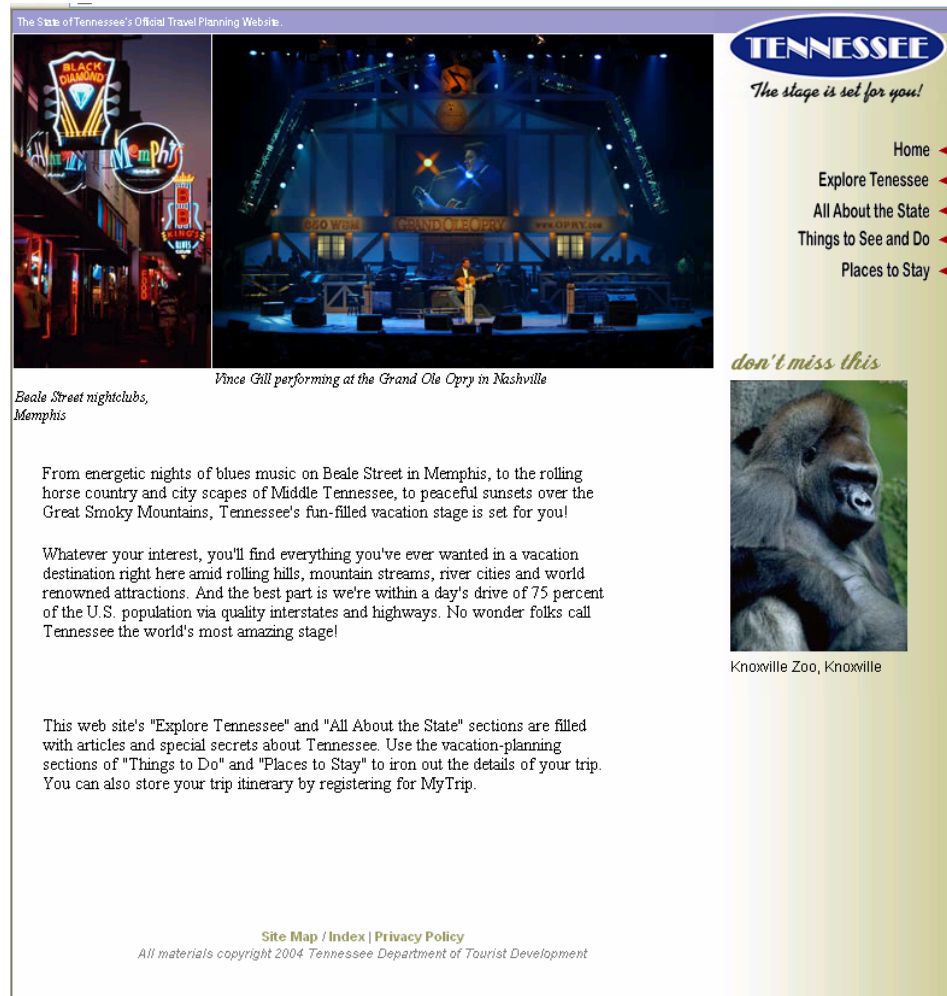 The State of Tennessee's Official Travel Planning Website.
TENNESSEE
The stage is set for you!
BLACK
DIAMOND
Memphis
KING'S
BLUES
650 WSM
GRAND OLE OPRY
WWW.OPRY.com
Home
Explore Tenessee
All About the State
Things to See and Do
Places to Stay
Vince Gill performing at the Grand Ole Opry in Nashville
Beale Street nightclubs,
Memphis
don't miss this
Knoxville Zoo, Knoxville
From energetic nights of blues music on Beale Street in Memphis, to the rolling
horse country and city scapes of Middle Tennessee, to peaceful sunsets over the
Great Smoky Mountains, Tennessee's fun-filled vacation stage is set for you!
Whatever your interest, you'll find everything you've ever wanted in a vacation
destination right here amid rolling hills, mountain streams, river cities and world
renowned attractions. And the best part is we're within a day's drive of 75 percent
of the U.S. population via quality interstates and highways. No wonder folks call
Tennessee the world's most amazing stage!
This web site's "Explore Tennessee" and "All About the State" sections are filled
with articles and special secrets about Tennessee. Use the vacation-planning
sections of "Things to Do" and "Places to Stay" to iron out the details of your trip.
You can also store your trip itinerary by registering for MyTrip.
Site Map / Index | Privacy Policy
All materials copyright 2004 Tennessee Department of Tourist Development